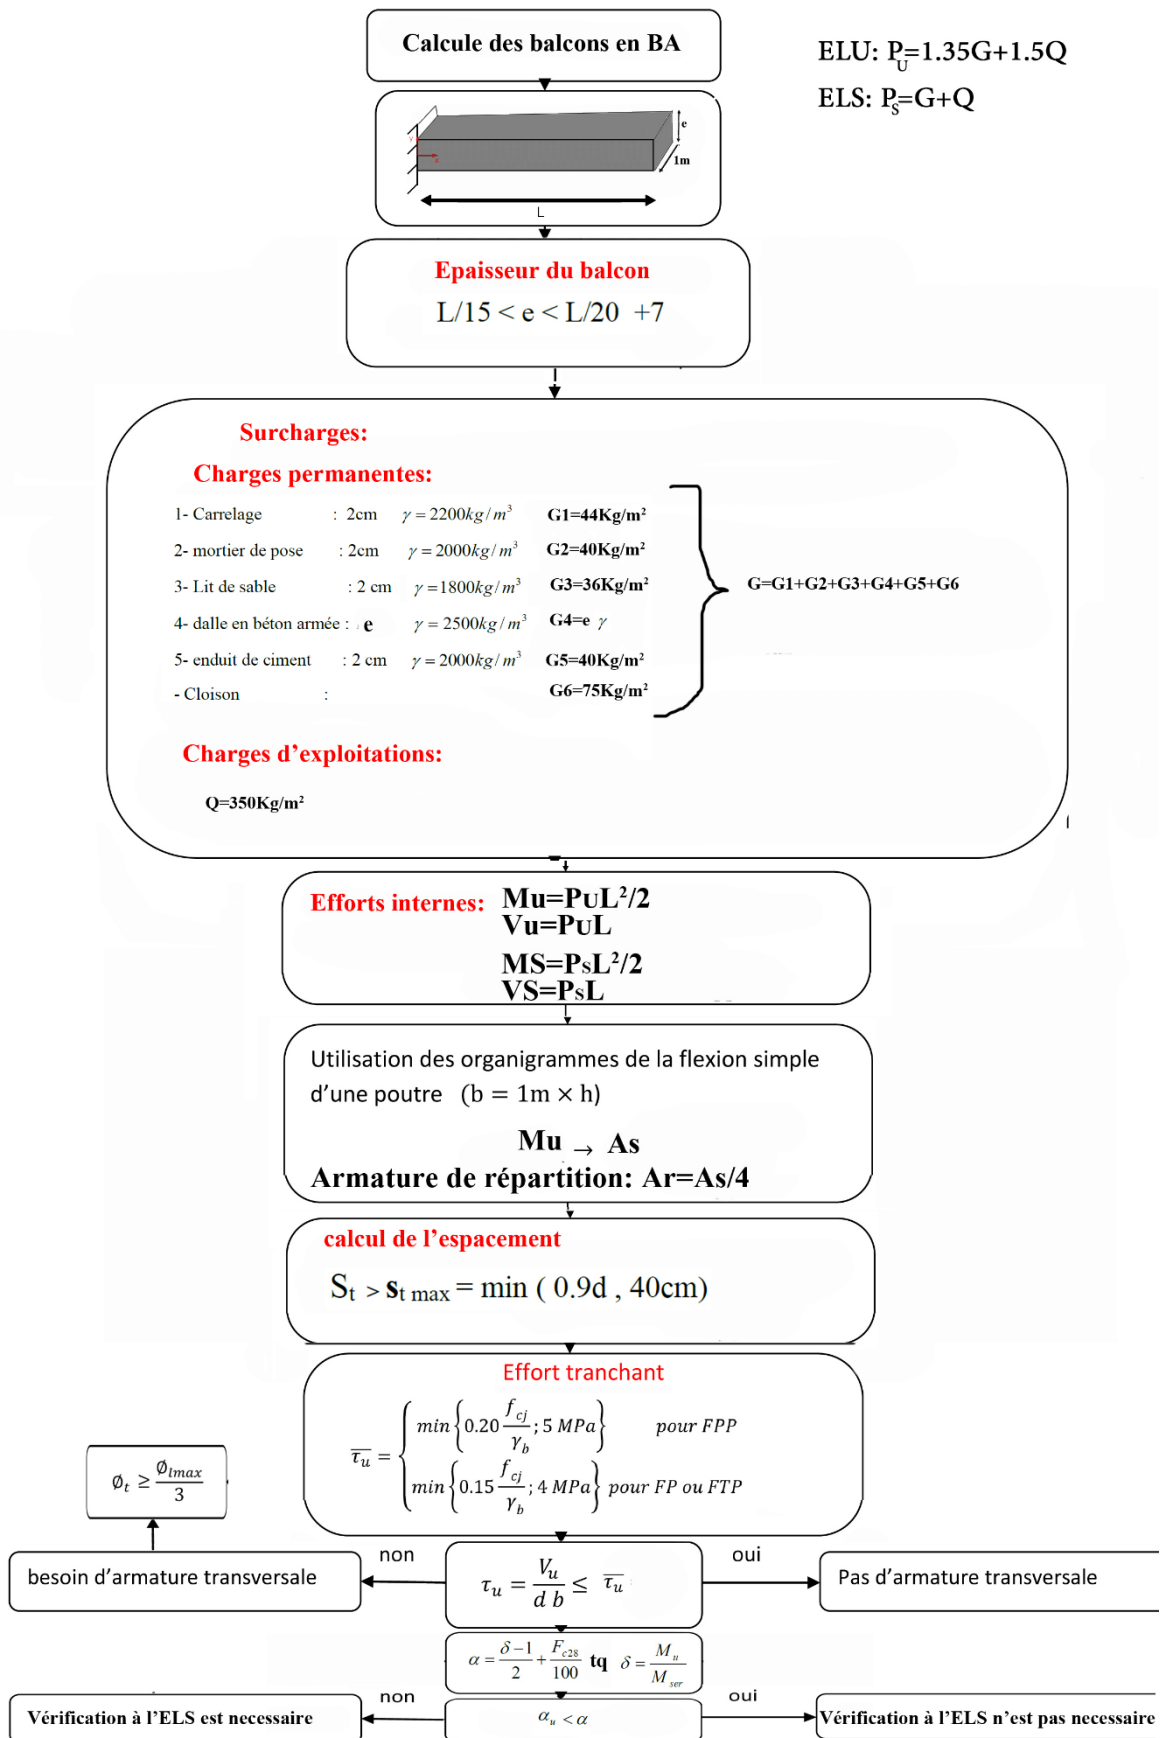 Calcule des balcons en BA
ELU: PU=1.35G+1.5Q
ELS: PS=G+Q
e
1m
x
L
Epaisseur du balcon
L/15 < e < L/20 +7
Surcharges:
Charges permanentes:
1- Carrelage : 2cm γ = 2200kg/m³ G1=44Kg/m²
2- mortier de pose : 2cm γ = 2000kg/m³ G2=40Kg/m²
3- Lit de sable : 2 cm γ =1800kg/m³ G3=36Kg/m²
G=G1+G2+G3+G4+G5+G6
4- dalle en béton armée : e γ = 2500kg/m³ G4=e γ
5- enduit de ciment : 2 cm γ = 2000kg/m³ G5=40Kg/m²
- Cloison : G6=75Kg/m²
Charges d'exploitations:
Q=350Kg/m²
Efforts internes: Mu=PUL²/2
Vu=PUL
MS=PSL²/2
VS=PSL
Utilisation des organigrammes de la flexion simple
d'une poutre (b = 1m × h)
Mu → As
Armature de répartition: Ar=As/4
calcul de l'espacement
St > st max = min ( 0.9d , 40cm)
Effort tranchant
τu = { min{0.20 fcj/γb ; 5 MPa} pour FPP
min{0.15 fcj/γb ; 4 MPa} pour FP ou FTP
Øt ≥ Ølmax/3
non
oui
besoin d'armature transversale
τu = Vu/d b ≤ τu
Pas d'armature transversale
α = δ−1/2 + Fc28/100 tq δ = Mu/Mser
non
oui
Vérification à l'ELS est necessaire
αu < α
Vérification à l'ELS n'est pas necessaire